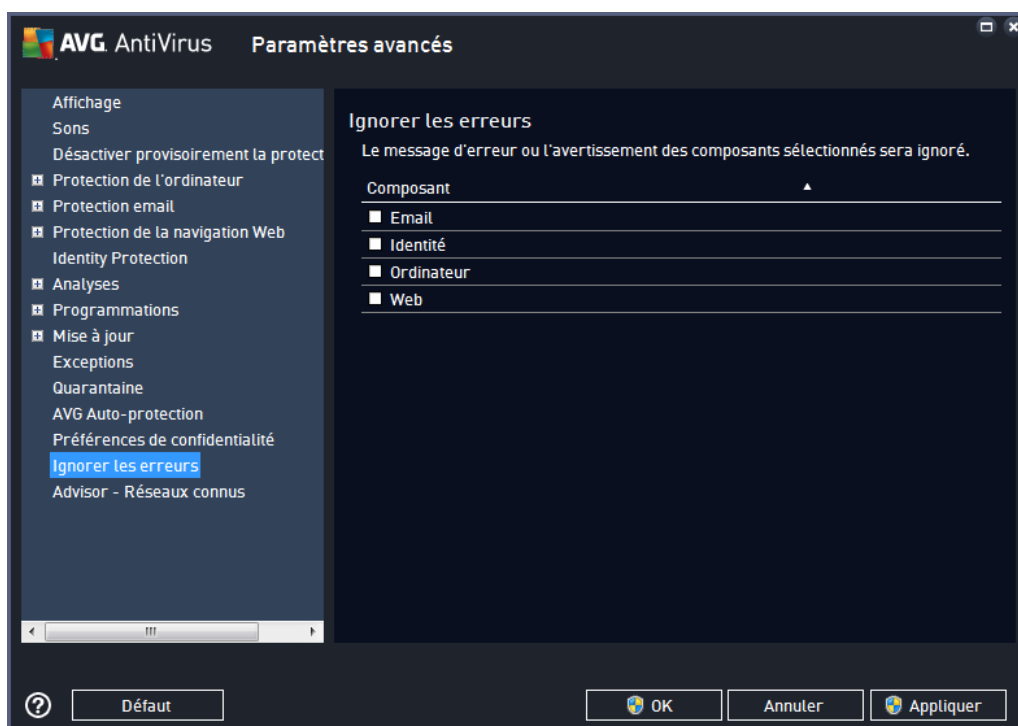 AVG. AntiVirus Paramètres avancés
Affichage
Sons
Désactiver provisoirement la protect
Protection de l'ordinateur
Protection email
Protection de la navigation Web
Identity Protection
Analyses
Programmations
Mise à jour
Exceptions
Quarantaine
AVG Auto-protection
Préférences de confidentialité
Ignorer les erreurs
Advisor - Réseaux connus
Ignorer les erreurs
Le message d'erreur ou l'avertissement des composants sélectionnés sera ignoré.
Composant
Email
Identité
Ordinateur
Web
? Défaut OK Annuler Appliquer